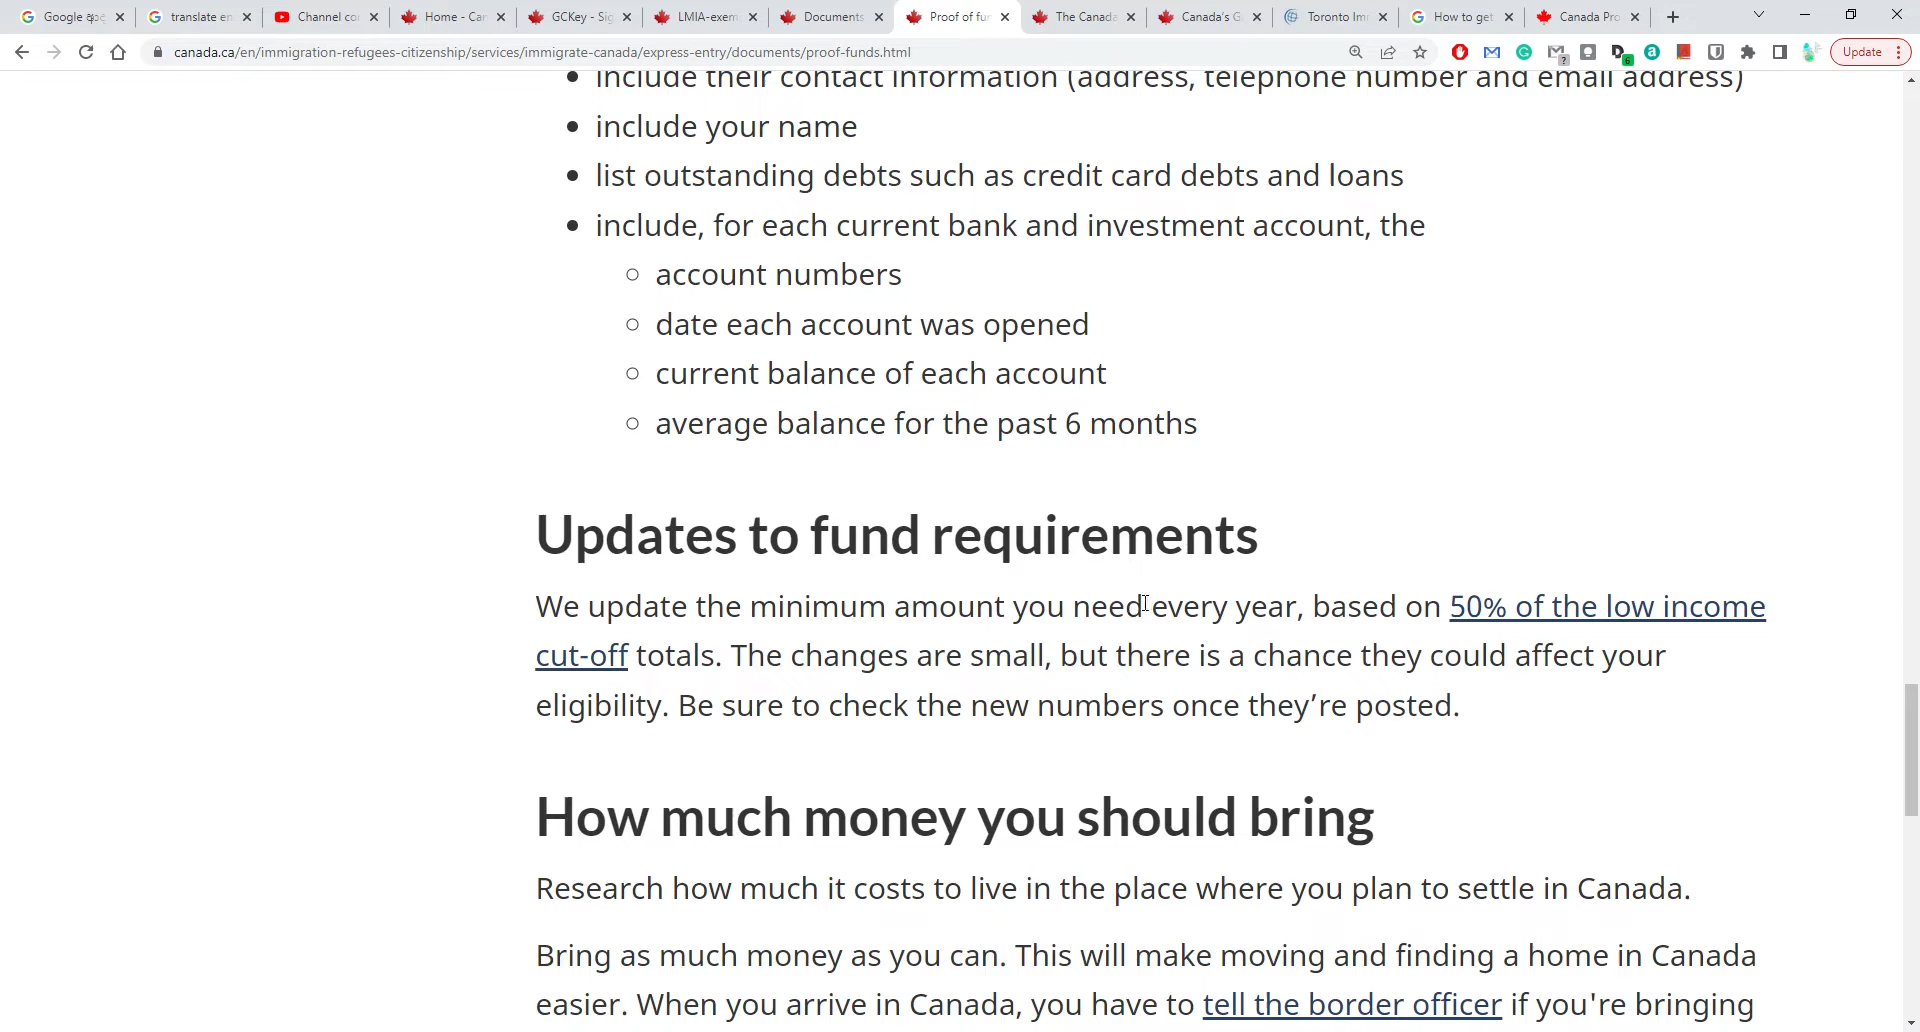 Google
translate en
Channel co
Home - Can
GCKey - Sig
LMIA-exem
Documents
Proof of fun
The Canada
Canada's G
Toronto Imm
How to get
Canada Pro
canada.ca/en/immigration-refugees-citizenship/services/immigrate-canada/express-entry/documents/proof-funds.html
Update
include their contact information (address, telephone number and email address)
include your name
list outstanding debts such as credit card debts and loans
include, for each current bank and investment account, the
account numbers
date each account was opened
current balance of each account
average balance for the past 6 months
Updates to fund requirements
We update the minimum amount you need every year, based on 50% of the low income
cut-off totals. The changes are small, but there is a chance they could affect your
eligibility. Be sure to check the new numbers once they’re posted.
How much money you should bring
Research how much it costs to live in the place where you plan to settle in Canada.
Bring as much money as you can. This will make moving and finding a home in Canada
easier. When you arrive in Canada, you have to tell the border officer if you're bringing